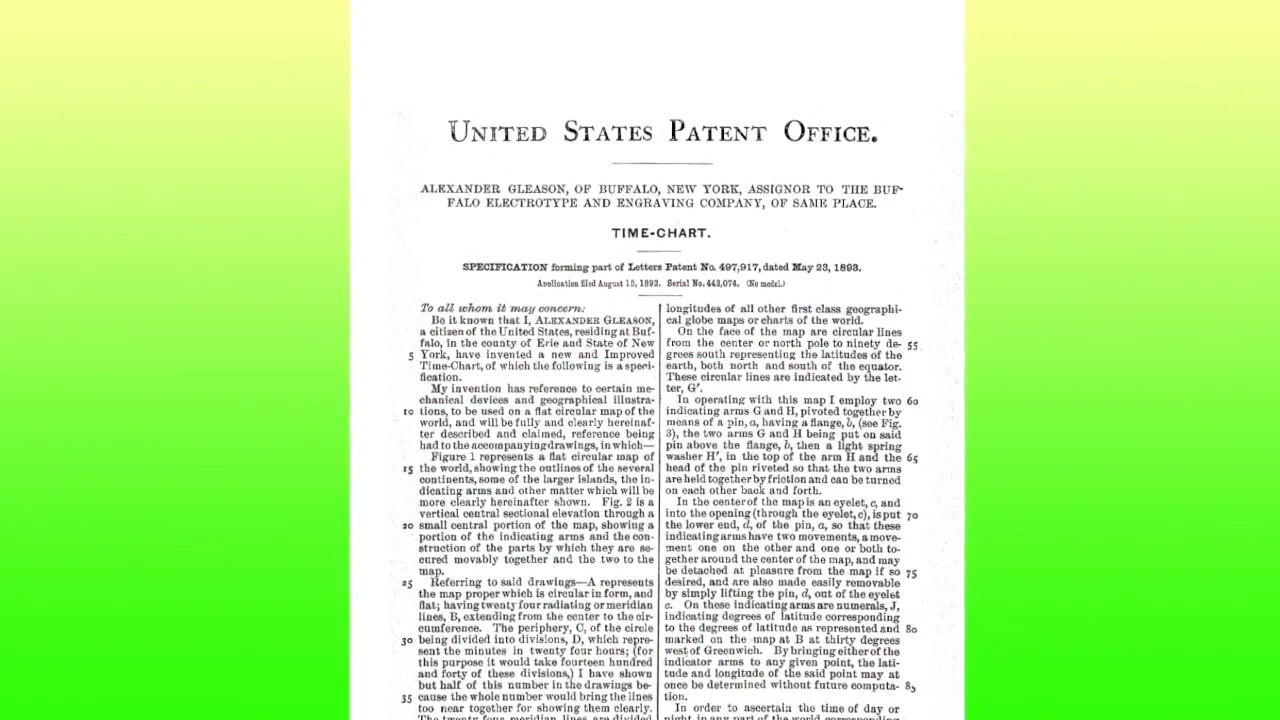 UNITED STATES PATENT OFFICE.
ALEXANDER GLEASON, OF BUFFALO, NEW YORK, ASSIGNOR TO THE BUF-
FALO ELECTROTYPE AND ENGRAVING COMPANY, OF SAME PLACE.
TIME-CHART.
SPECIFICATION forming part of Letters Patent No. 497,917, dated May 23, 1893.
Application filed August 15, 1892. Serial No. 443,074. (No model.)
To all whom it may concern:
Be it known that I, ALEXANDER GLEASON,
a citizen of the United States, residing at Buf-
falo, in the county of Erie and State of New
5 York, have invented a new and Improved
Time-Chart, of which the following is a speci-
fication.
My invention has reference to certain me-
chanical devices and geographical illustra-
10 tions, to be used on a flat circular map of the
world, and will be fully and clearly hereinaf-
ter described and claimed, reference being
had to the accompanying drawings, in which—
Figure 1 represents a flat circular map of
15 the world, showing the outlines of the several
continents, some of the larger islands, the in-
dicating arms and other matter which will be
more clearly hereinafter shown. Fig. 2 is a
vertical central sectional elevation through a
20 small central portion of the map, showing a
portion of the indicating arms and the con-
struction of the parts by which they are se-
cured movably together and the two to the
map.
25 Referring to said drawings—A represents
the map proper which is circular in form, and
flat; having twenty four radiating or meridian
lines, B, extending from the center to the cir-
cumference. The periphery, C, of the circle
30 being divided into divisions, D, which repre-
sent the minutes in twenty four hours; (for
this purpose it would take fourteen hundred
and forty of these divisions,) I have shown
but half of this number in the drawings be-
35 cause the whole number would bring the lines
too near together for showing them clearly.
The twenty four meridian lines are divided
longitudes of all other first class geographi-
cal globe maps or charts of the world.
On the face of the map are circular lines
from the center or north pole to ninety de- 55
grees south representing the latitudes of the
earth, both north and south of the equator.
These circular lines are indicated by the let-
ter, G'.
In operating with this map I employ two 60
indicating arms G and H, pivoted together by
means of a pin, a, having a flange, b, (see Fig.
3), the two arms G and H being put on said
pin above the flange, b, then a light spring
washer H', in the top of the arm H and the 65
head of the pin riveted so that the two arms
are held together by friction and can be turned
on each other back and forth.
In the center of the map is an eyelet, c, and
into the opening (through the eyelet, c), is put 70
the lower end, d, of the pin, a, so that these
indicating arms have two movements, a move-
ment one on the other and one or both to-
gether around the center of the map, and may
be detached at pleasure from the map if so 75
desired, and are also made easily removable
by simply lifting the pin, d, out of the eyelet
c. On these indicating arms are numerals, J,
indicating degrees of latitude corresponding
to the degrees of latitude as represented and 80
marked on the map at B at thirty degrees
west of Greenwich. By bringing either of the
indicator arms to any given point, the lati-
tude and longitude of the said point may at
once be determined without future computa- 85
tion.
In order to ascertain the time of day or
night in any part of the world corresponding